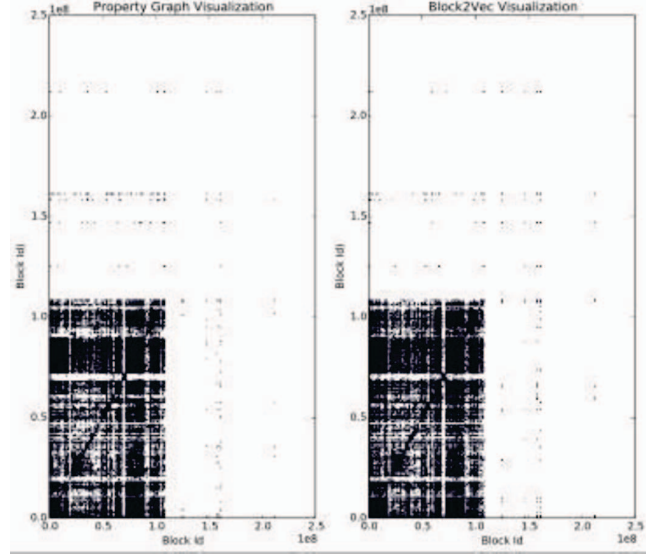 Property Graph Visualization
2.5 1e8
2.0
1.5
1.0
0.5
0.0
Block Id
0.0 0.5 1.0 1.5 2.0 2.5
1e8
Block Id
Block2Vec Visualization
2.5 1e8
2.0
1.5
1.0
0.5
0.0
Block Id
0.0 0.5 1.0 1.5 2.0 2.5
1e8
Block Id